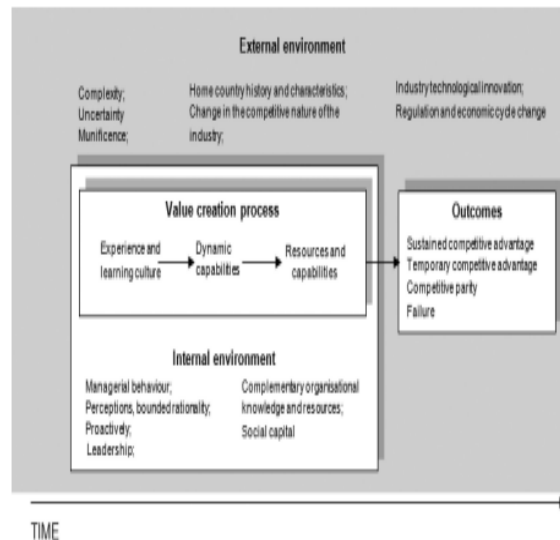 External environment
Complexity;
Uncertainty
Munificence;
Home country history and characteristics;
Change in the competitive nature of the
industry;
Industry technological innovation;
Regulation and economic cycle change
Value creation process
Experience and
learning culture
Dynamic
capabilities
Resources and
capabilities
Outcomes
Sustained competitive advantage
Temporary competitive advantage
Competitive parity
Failure
Internal environment
Managerial behaviour;
Perceptions, bounded rationality;
Proactively;
Leadership;
Complementary organisational
knowledge and resources;
Social capital
TIME